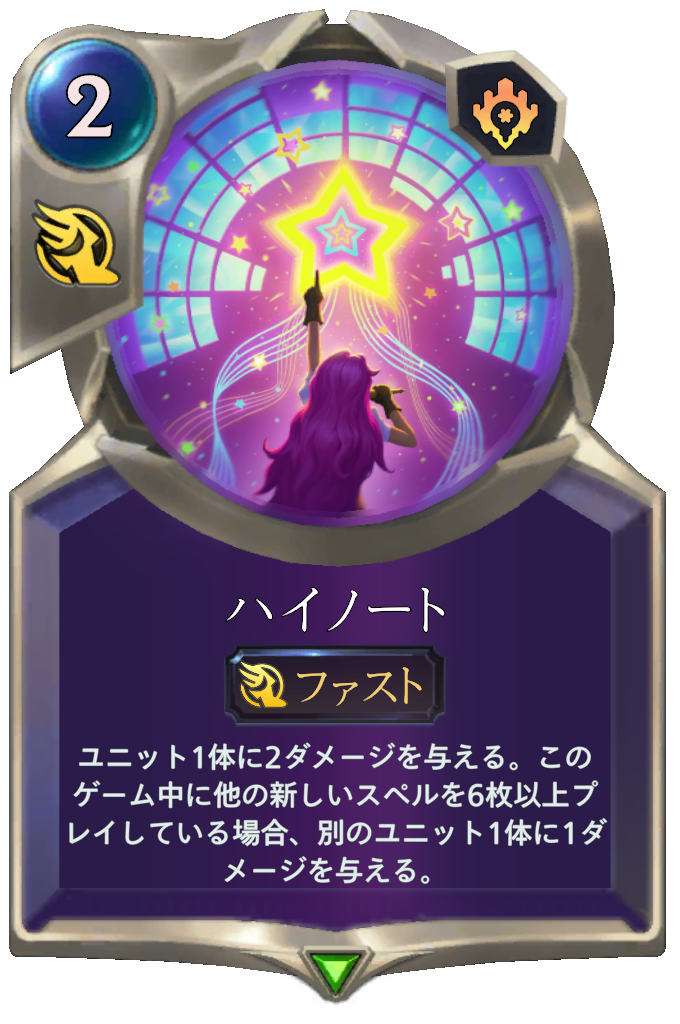 2
ハイノート
ファスト
ユニット1体に2ダメージを与える。この
ゲーム中に他の新しいスペルを6枚以上プ
レイしている場合、別のユニット1体に1ダ
メージを与える。